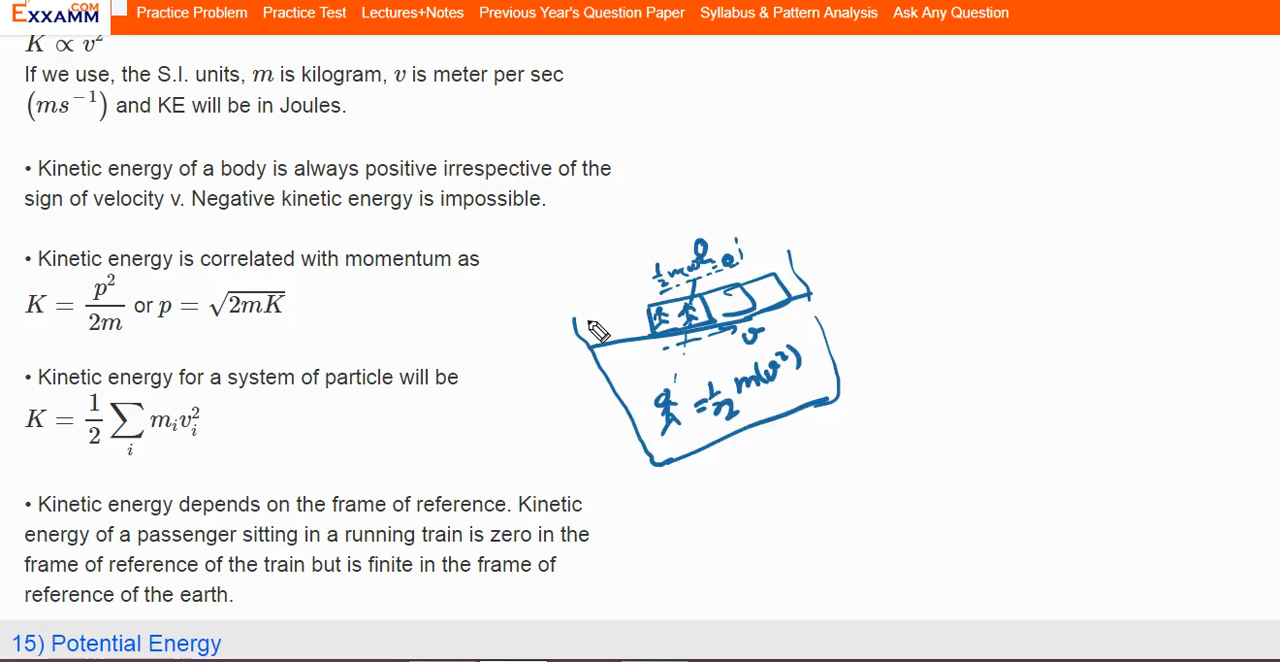 EXXAMM .COM
Practice Problem Practice Test Lectures+Notes Previous Year's Question Paper Syllabus & Pattern Analysis Ask Any Question
K ∝ v²
If we use, the S.I. units, m is kilogram, v is meter per sec
(ms⁻¹) and KE will be in Joules.
• Kinetic energy of a body is always positive irrespective of the
sign of velocity v. Negative kinetic energy is impossible.
• Kinetic energy is correlated with momentum as
K = p²/2m or p = √2mK
• Kinetic energy for a system of particle will be
K = 1/2 ∑ᵢ mᵢvᵢ²
• Kinetic energy depends on the frame of reference. Kinetic
energy of a passenger sitting in a running train is zero in the
frame of reference of the train but is finite in the frame of
reference of the earth.
v
= 1/2 m(v²)
15) Potential Energy